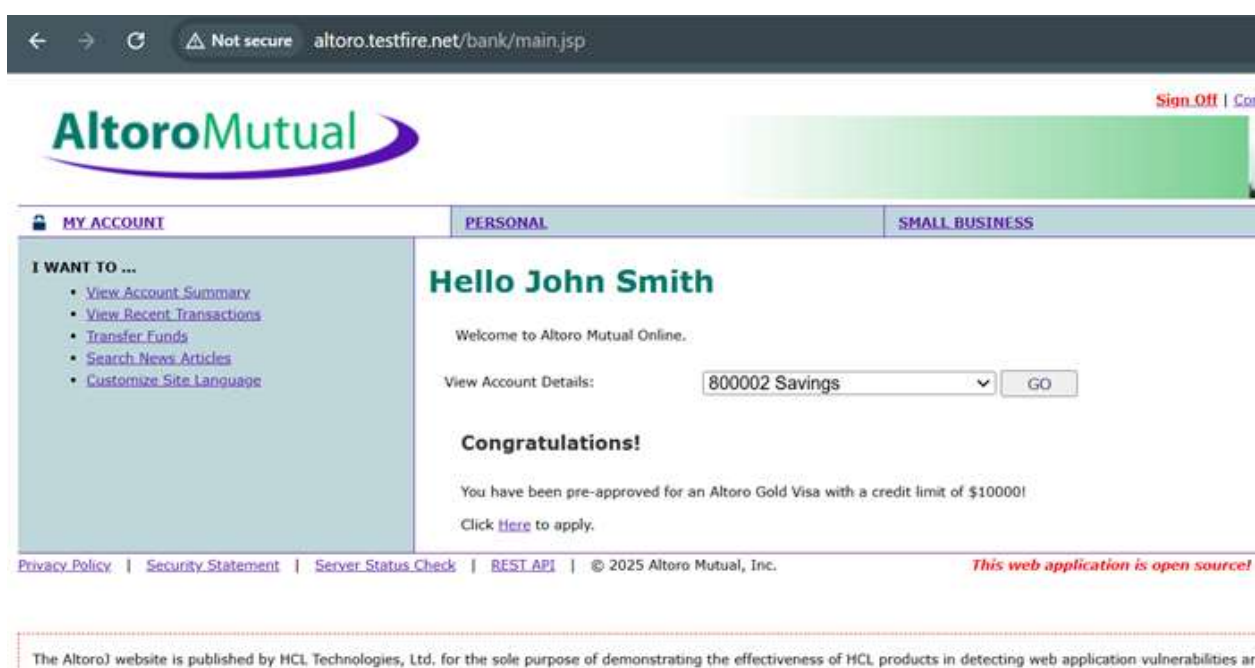 Not secure altoro.testfire.net/bank/main.jsp
Sign Off |
AltoroMutual
MY ACCOUNT PERSONAL SMALL BUSINESS
I WANT TO ...
• View Account Summary
• View Recent Transactions
• Transfer Funds
• Search News Articles
• Customize Site Language
Hello John Smith
Welcome to Altoro Mutual Online.
View Account Details: 800002 Savings GO
Congratulations!
You have been pre-approved for an Altoro Gold Visa with a credit limit of $10000!
Click Here to apply.
Privacy Policy | Security Statement | Server Status Check | REST API | © 2025 Altoro Mutual, Inc. This web application is open source!
The AltoroJ website is published by HCL Technologies, Ltd. for the sole purpose of demonstrating the effectiveness of HCL products in detecting web application vulnerabilities